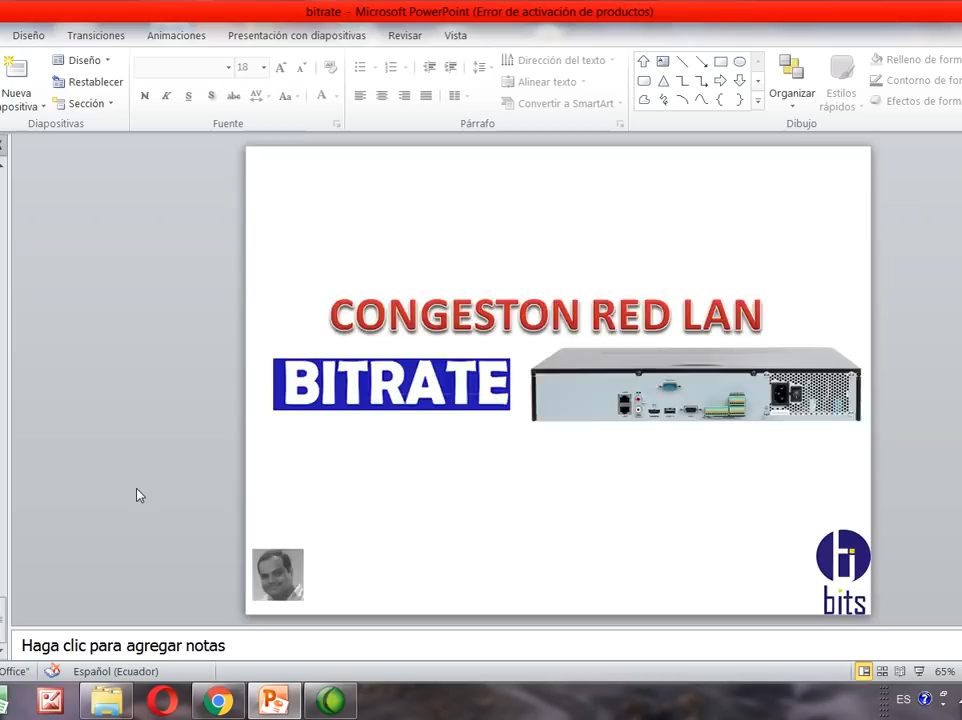 bitrate - Microsoft PowerPoint (Error de activación de productos)
Diseño Transiciones Animaciones Presentación con diapositivas Revisar Vista
Diseño 18 Dirección del texto Relleno de form
Nueva Restablecer Alinear texto Organizar Estilos Contorno de for
apositiva Sección N K S S abc AV Aa A Convertir a SmartArt rápidos Efectos de form
Diapositivas Fuente Párrafo Dibujo
CONGESTON RED LAN
BITRATE
bits
Haga clic para agregar notas
Office" Español (Ecuador) 65%
ES